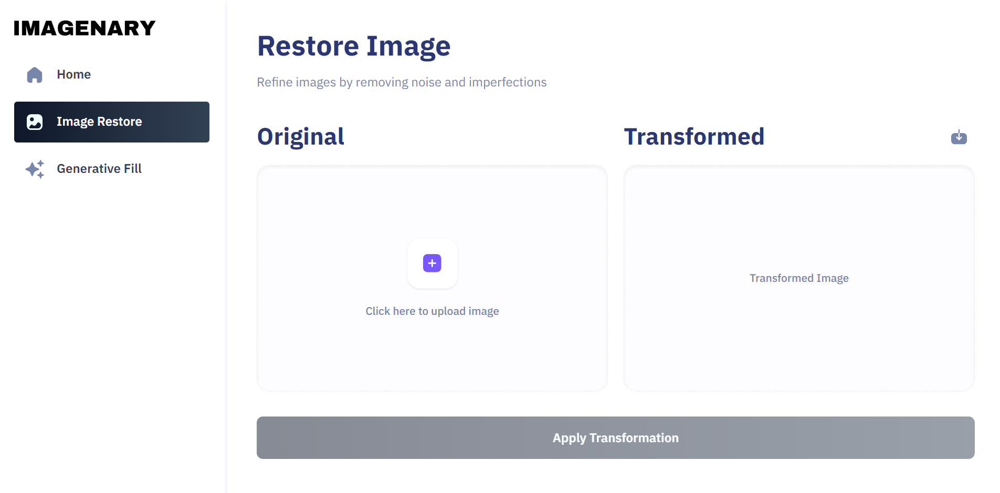 IMAGENARY
Home
Image Restore
Generative Fill
Restore Image
Refine images by removing noise and imperfections
Original
Click here to upload image
Transformed
Transformed Image
Apply Transformation